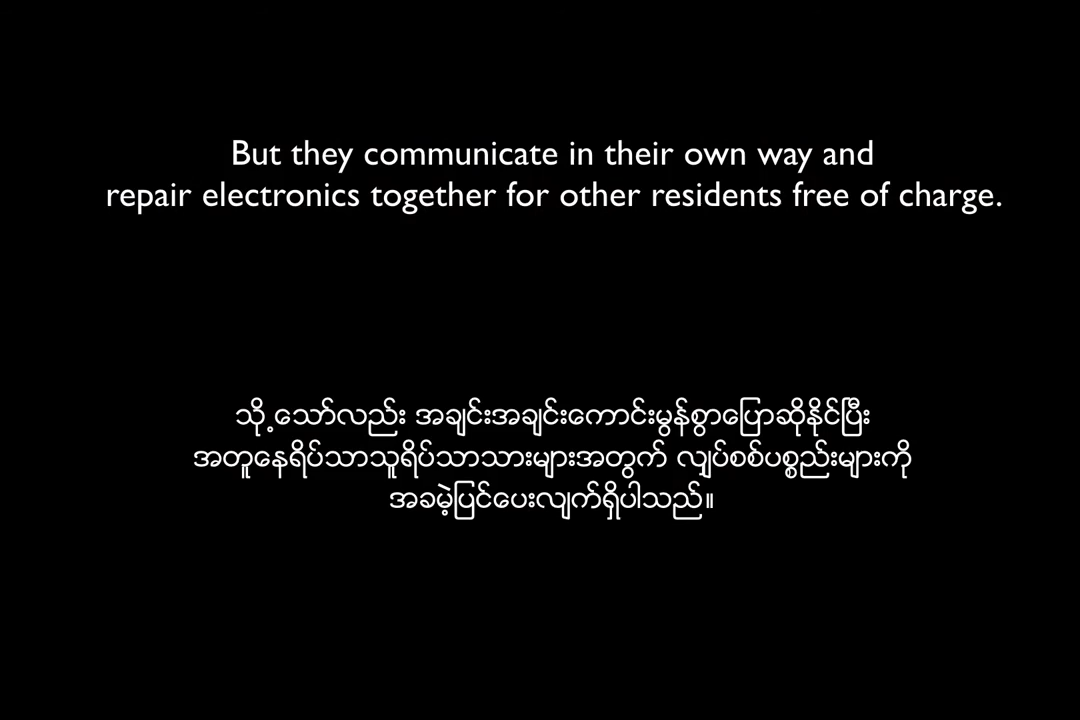 But they communicate in their own way and
repair electronics together for other residents free of charge.
သို့သော်လည်း အချင်းအချင်းကောင်းမွန်စွာပြောဆိုနိုင်ပြီး
အတူနေရိပ်သာသူရိပ်သာသားများအတွက် လျှပ်စစ်ပစ္စည်းများကို
အခမဲ့ပြင်ပေးလျက်ရှိပါသည်။